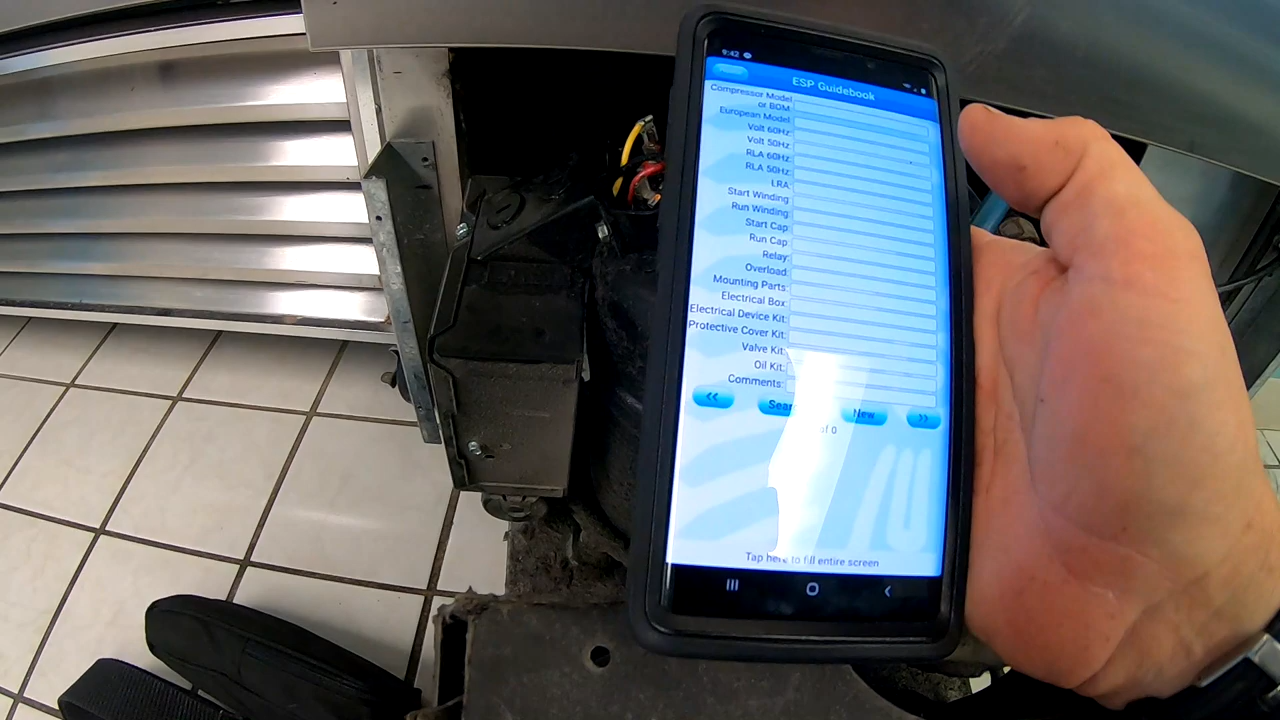 9:42
ESP Guidebook
Compressor Model
or BOM:
European Model:
Volt 60Hz:
Volt 50Hz:
RLA 60Hz:
RLA 50Hz:
LRA:
Start Winding
Run Winding:
Start Cap:
Run Cap:
Relay:
Overload:
Mounting Parts:
Electrical Box:
Electrical Device Kit:
Protective Cover Kit:
Valve Kit:
Oil Kit:
Comments:
<< New >>
of 0
Tap here to fill entire screen